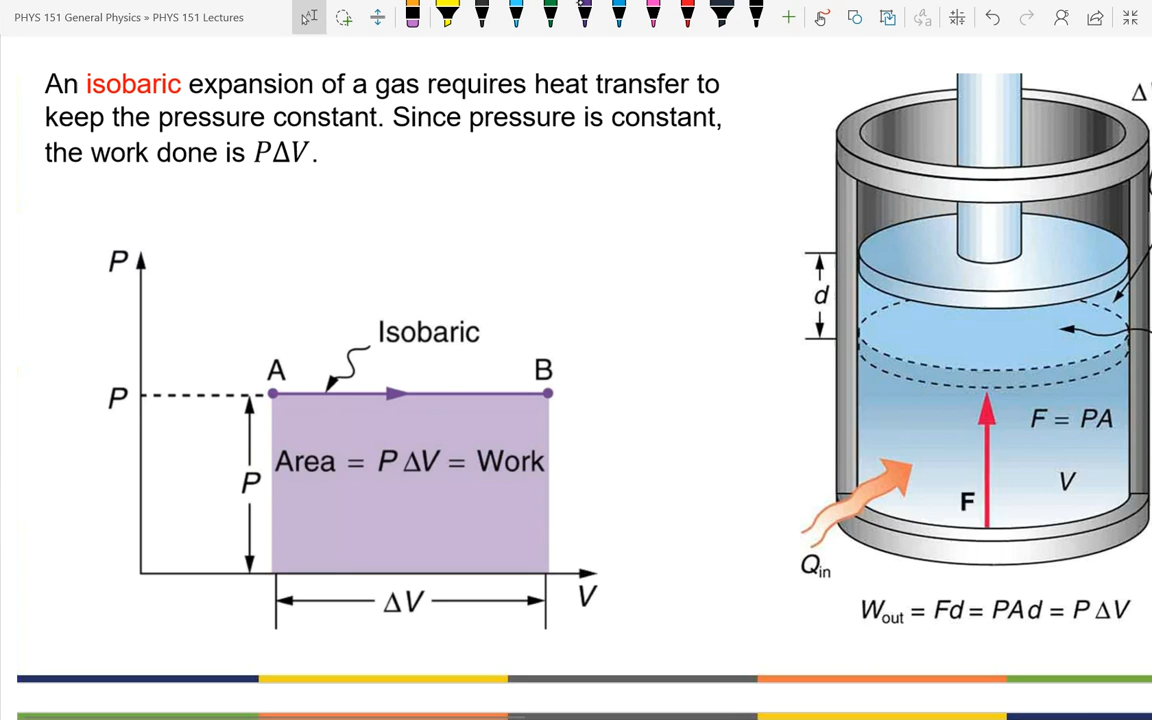 PHYS 151 General Physics » PHYS 151 Lectures
An isobaric expansion of a gas requires heat transfer to
keep the pressure constant. Since pressure is constant,
the work done is PΔV.
P
Isobaric
A
B
P
Area = P ΔV = Work
P
ΔV
V
Δ
d
F = PA
V
F
Qin
Wout = Fd = PAd = P ΔV